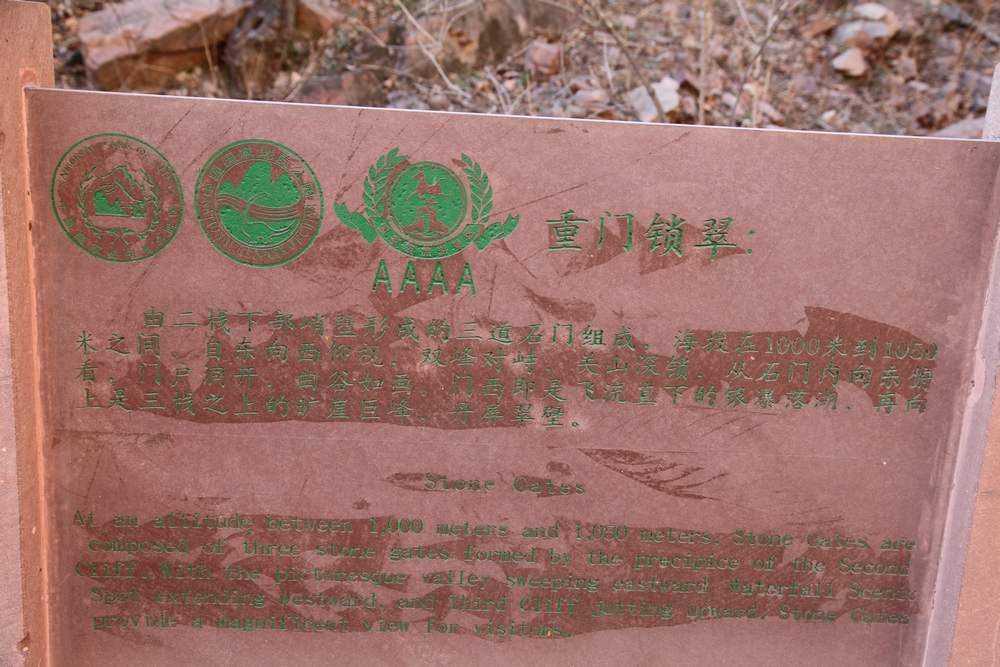 AAAA
重门锁翠:
由二栈下部峭壁形成的三道石门组成。海拔在1000米到1050
米之间。自东向西仰视,双峰对峙,关山深锁,从石门内向东
看,门户洞开,幽谷如画,门西即是飞流直下的银瀑落湖,再向
上是三栈之上的旷崖巨峰,丹屏翠壁。
Stone Gates
At an altitude between 1,000 meters and 1,050 meters. Stone Gates are
composed of three stone gates formed by the precipice of the Second
Cliff. With the picturesque valley sweeping eastward Waterfall Scenic
Spot extending westward, and Third Cliff jutting upward, Stone Gates
provide a magnificent view for visitors.